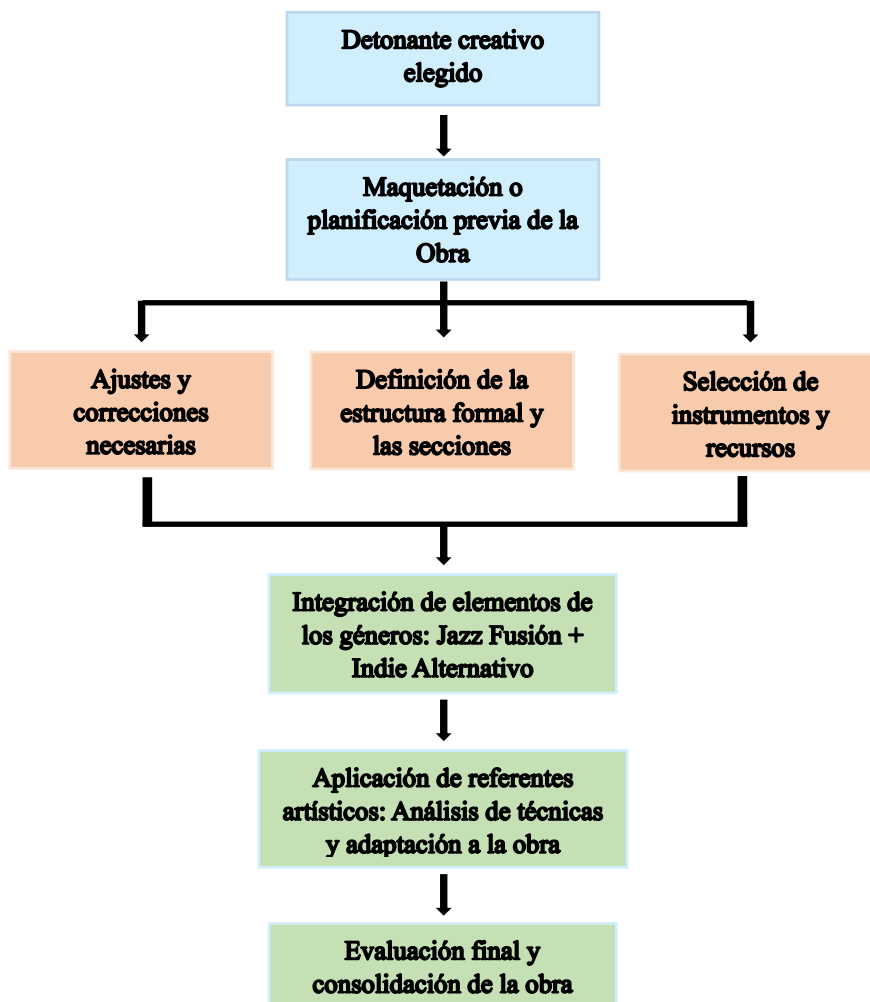 Detonante creativo
elegido
Maquetación o
planificación previa de la
Obra
Ajustes y
correcciones
necesarias
Definición de la
estructura formal y
las secciones
Selección de
instrumentos y
recursos
Integración de elementos de
los géneros: Jazz Fusión +
Indie Alternativo
Aplicación de referentes
artísticos: Análisis de técnicas
y adaptación a la obra
Evaluación final y
consolidación de la obra